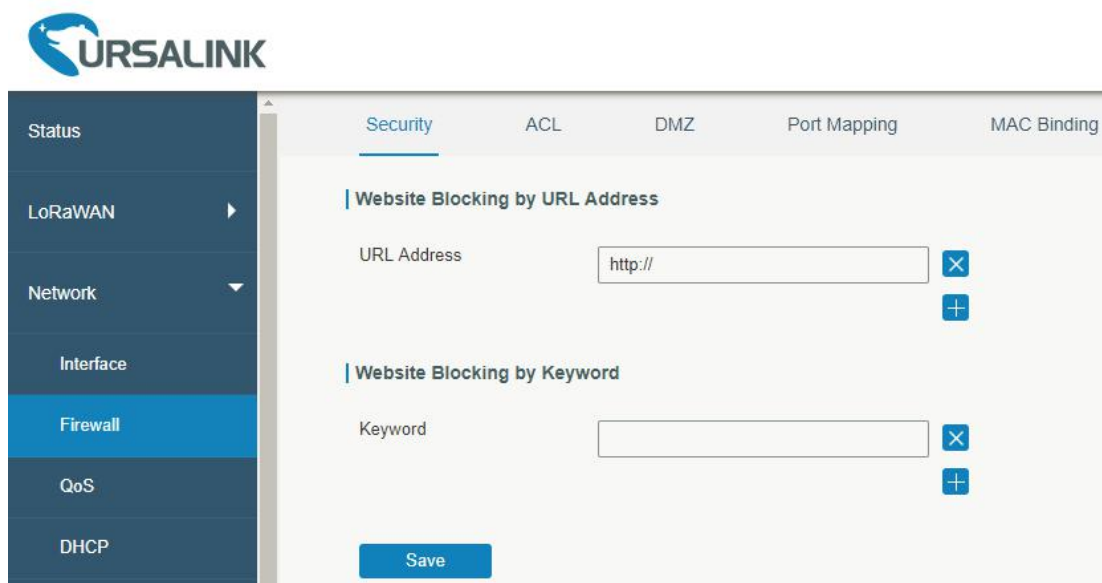 URSALINK
Status
LoRaWAN
Network
Interface
Firewall
QoS
DHCP
Security ACL DMZ Port Mapping MAC Binding
Website Blocking by URL Address
URL Address http://
Website Blocking by Keyword
Keyword
Save